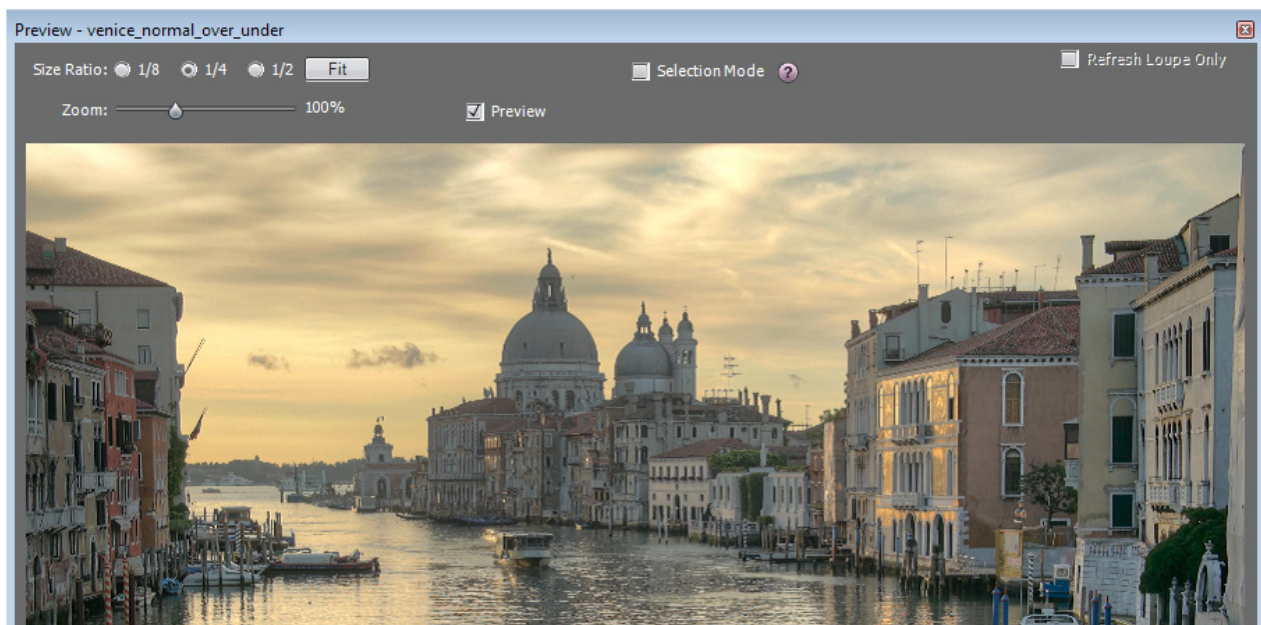 Preview - venice_normal_over_under
Size Ratio: 1/8 1/4 1/2 Fit
Selection Mode ?
Refresh Loupe Only
Zoom: 100%
Preview